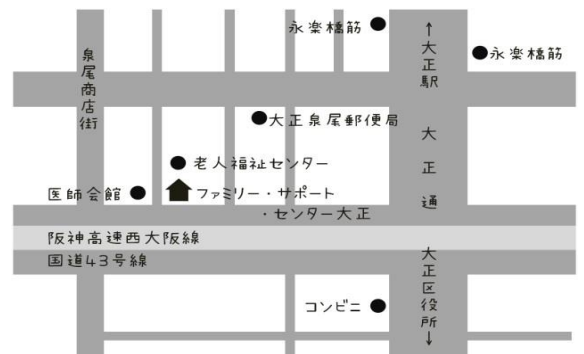 永楽橋筋
↑大正駅
永楽橋筋
泉尾商店街
大正泉尾郵便局
大正通
老人福祉センター
医師会館
ファミリー・サポート
・センター大正
阪神高速西大阪線
国道43号線
大正区役所↓
コンビニ